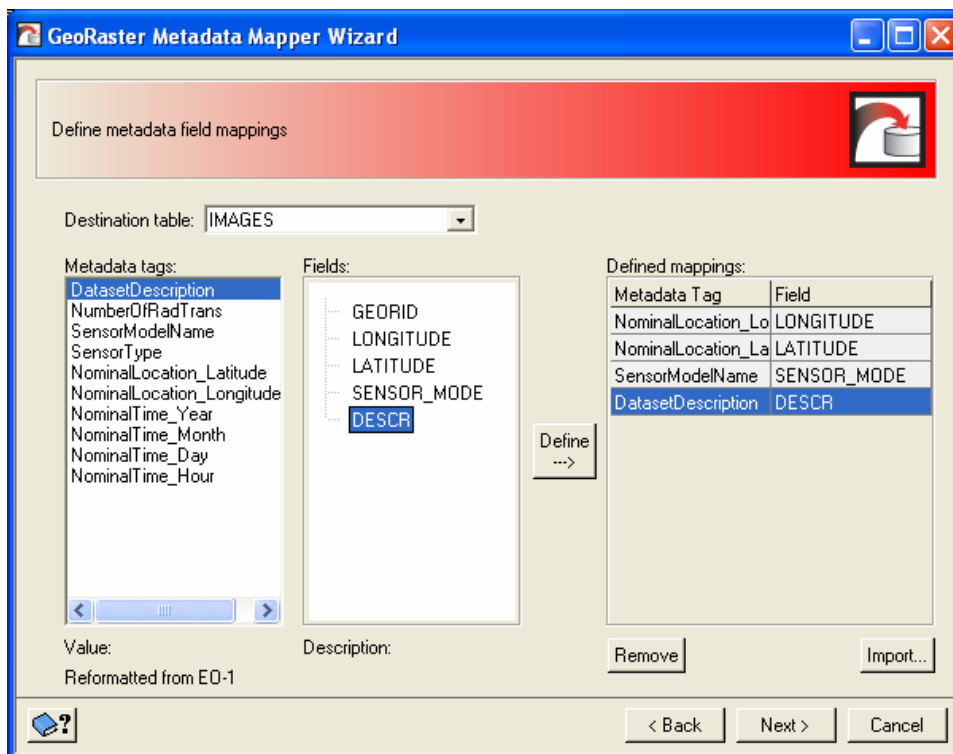 GeoRaster Metadata Mapper Wizard
Define metadata field mappings
Destination table: IMAGES
Metadata tags:
DatasetDescription
NumberOfRadTrans
SensorModelName
SensorType
NominalLocation_Latitude
NominalLocation_Longitude
NominalTime_Year
NominalTime_Month
NominalTime_Day
NominalTime_Hour
Value:
Reformatted from EO-1
Fields:
GEORID
LONGITUDE
LATITUDE
SENSOR_MODE
DESCR
Description:
Define
--->
Defined mappings:
Metadata Tag Field
NominalLocation_Lo LONGITUDE
NominalLocation_La LATITUDE
SensorModelName SENSOR_MODE
DatasetDescription DESCR
Remove
Import...
?
< Back
Next >
Cancel